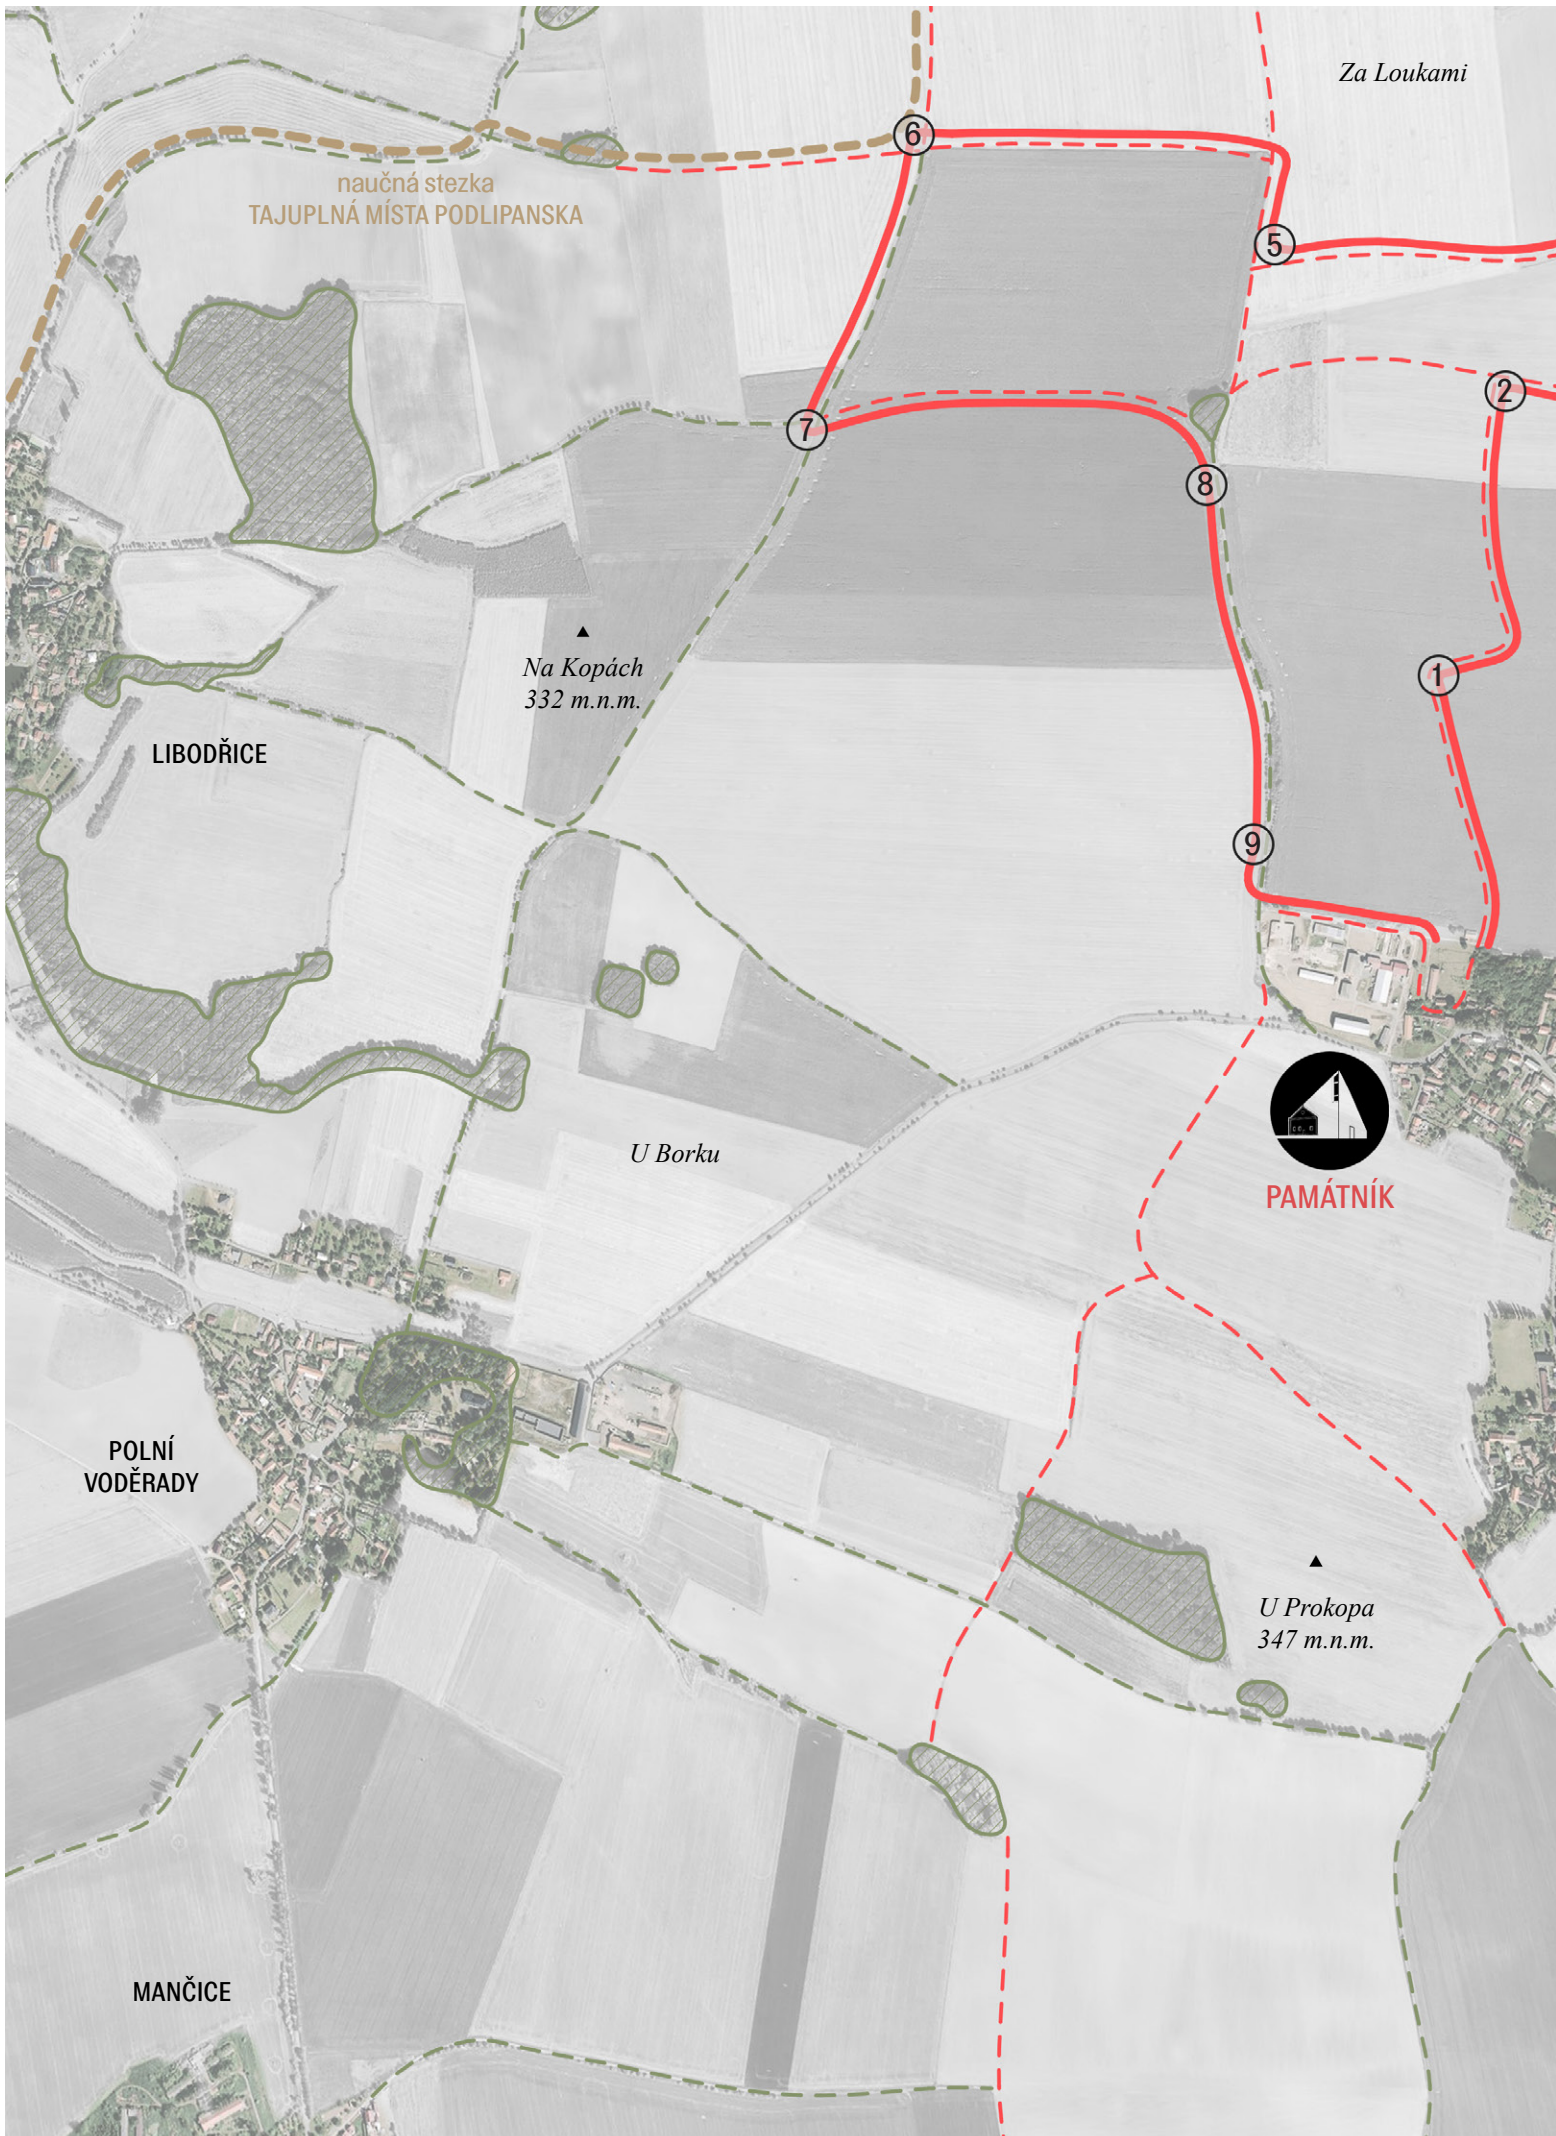 Za Loukami
6
naučná stezka
TAJUPLNÁ MÍSTA PODLIPANSKA
5
2
7
8
Na Kopách
332 m.n.m.
1
LIBODŘICE
9
U Borku
PAMÁTNÍK
POLNÍ
VODĚRADY
U Prokopa
347 m.n.m.
MANČICE